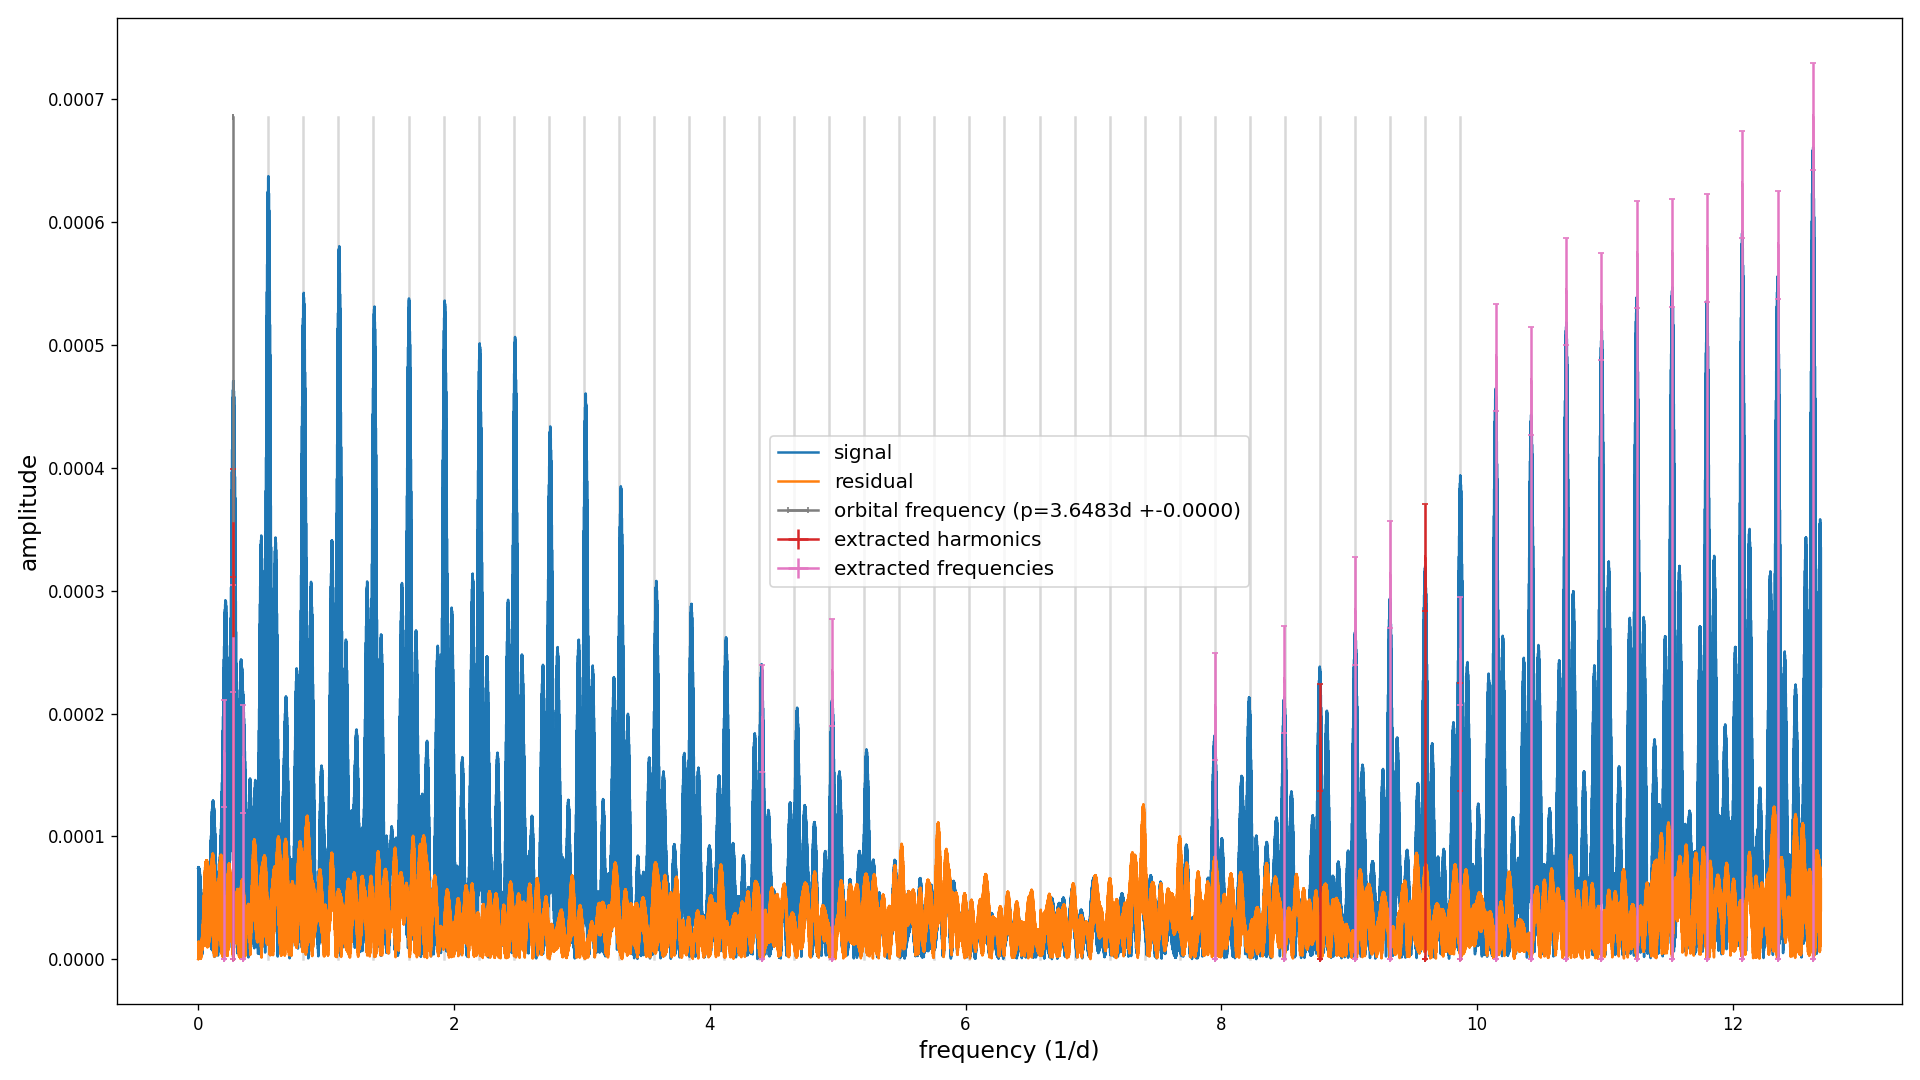 0.0007
0.0006
0.0005
0.0004
0.0003
0.0002
0.0001
0.0000
amplitude
signal
residual
orbital frequency (p=3.6483d +-0.0000)
extracted harmonics
extracted frequencies
0 2 4 6 8 10 12
frequency (1/d)